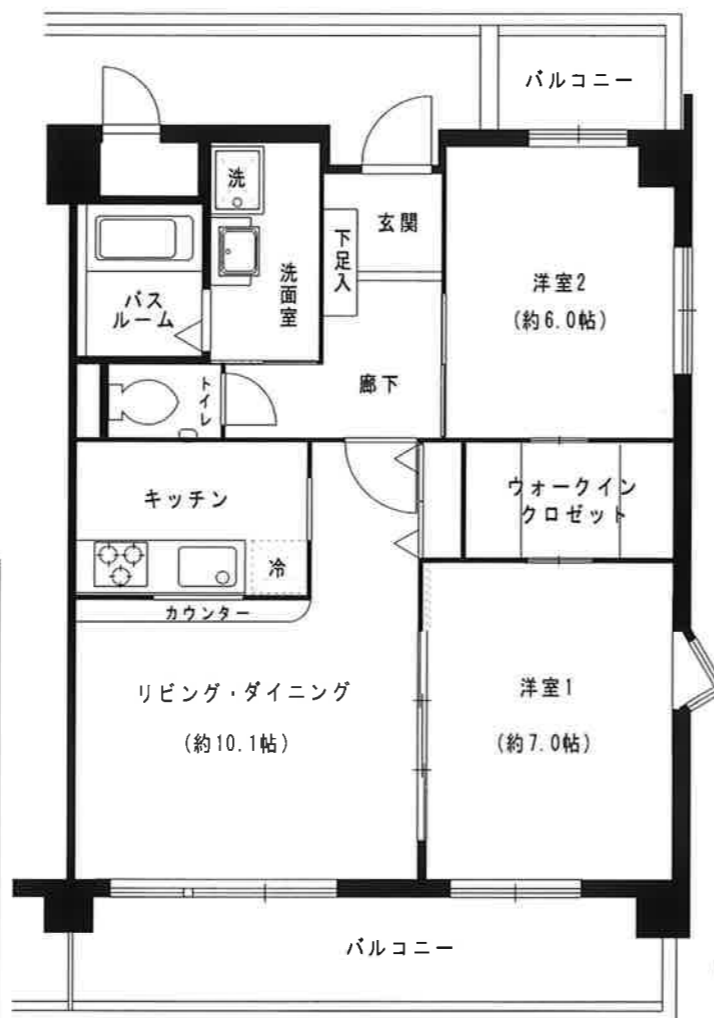 バルコニー
洗
玄関
下足入
洗面室
洋室2
(約6.0帖)
バス
ルーム
トイレ
廊下
キッチン
ウォークイン
クロゼット
冷
カウンター
リビング・ダイニング
(約10.1帖)
洋室1
(約7.0帖)
バルコニー